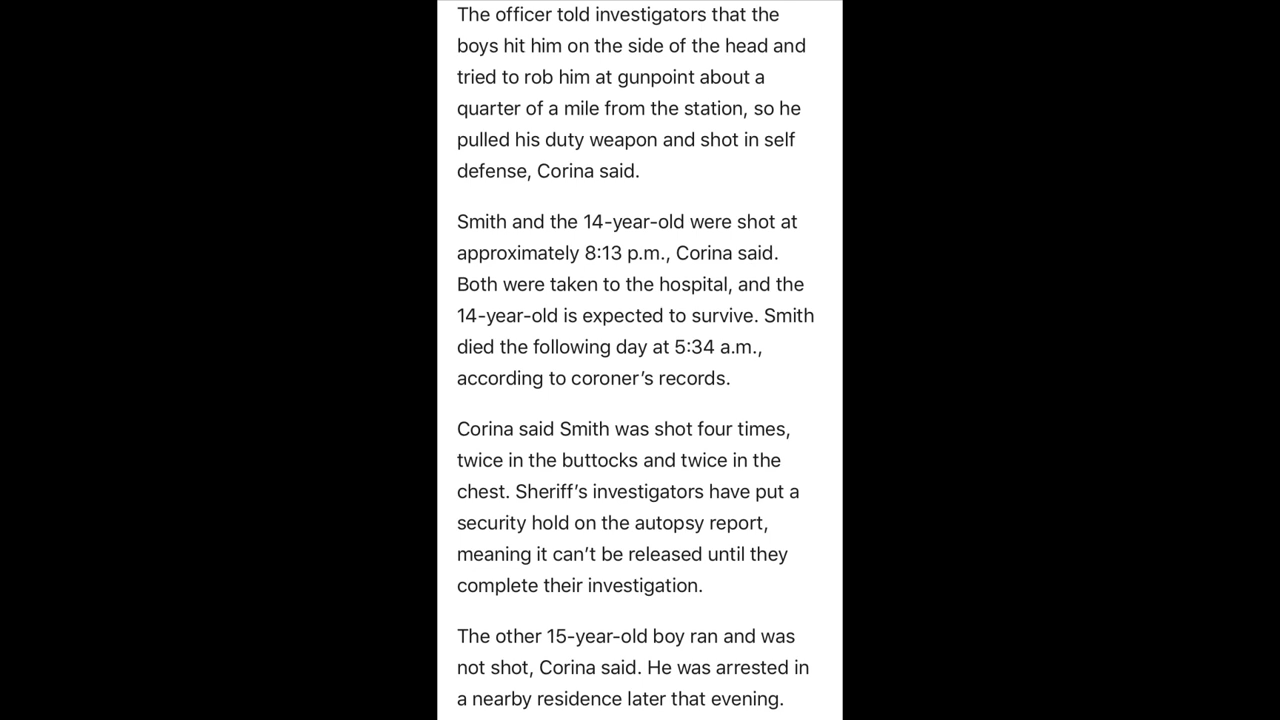 The officer told investigators that the
boys hit him on the side of the head and
tried to rob him at gunpoint about a
quarter of a mile from the station, so he
pulled his duty weapon and shot in self
defense, Corina said.
Smith and the 14-year-old were shot at
approximately 8:13 p.m., Corina said.
Both were taken to the hospital, and the
14-year-old is expected to survive. Smith
died the following day at 5:34 a.m.,
according to coroner’s records.
Corina said Smith was shot four times,
twice in the buttocks and twice in the
chest. Sheriff’s investigators have put a
security hold on the autopsy report,
meaning it can’t be released until they
complete their investigation.
The other 15-year-old boy ran and was
not shot, Corina said. He was arrested in
a nearby residence later that evening.